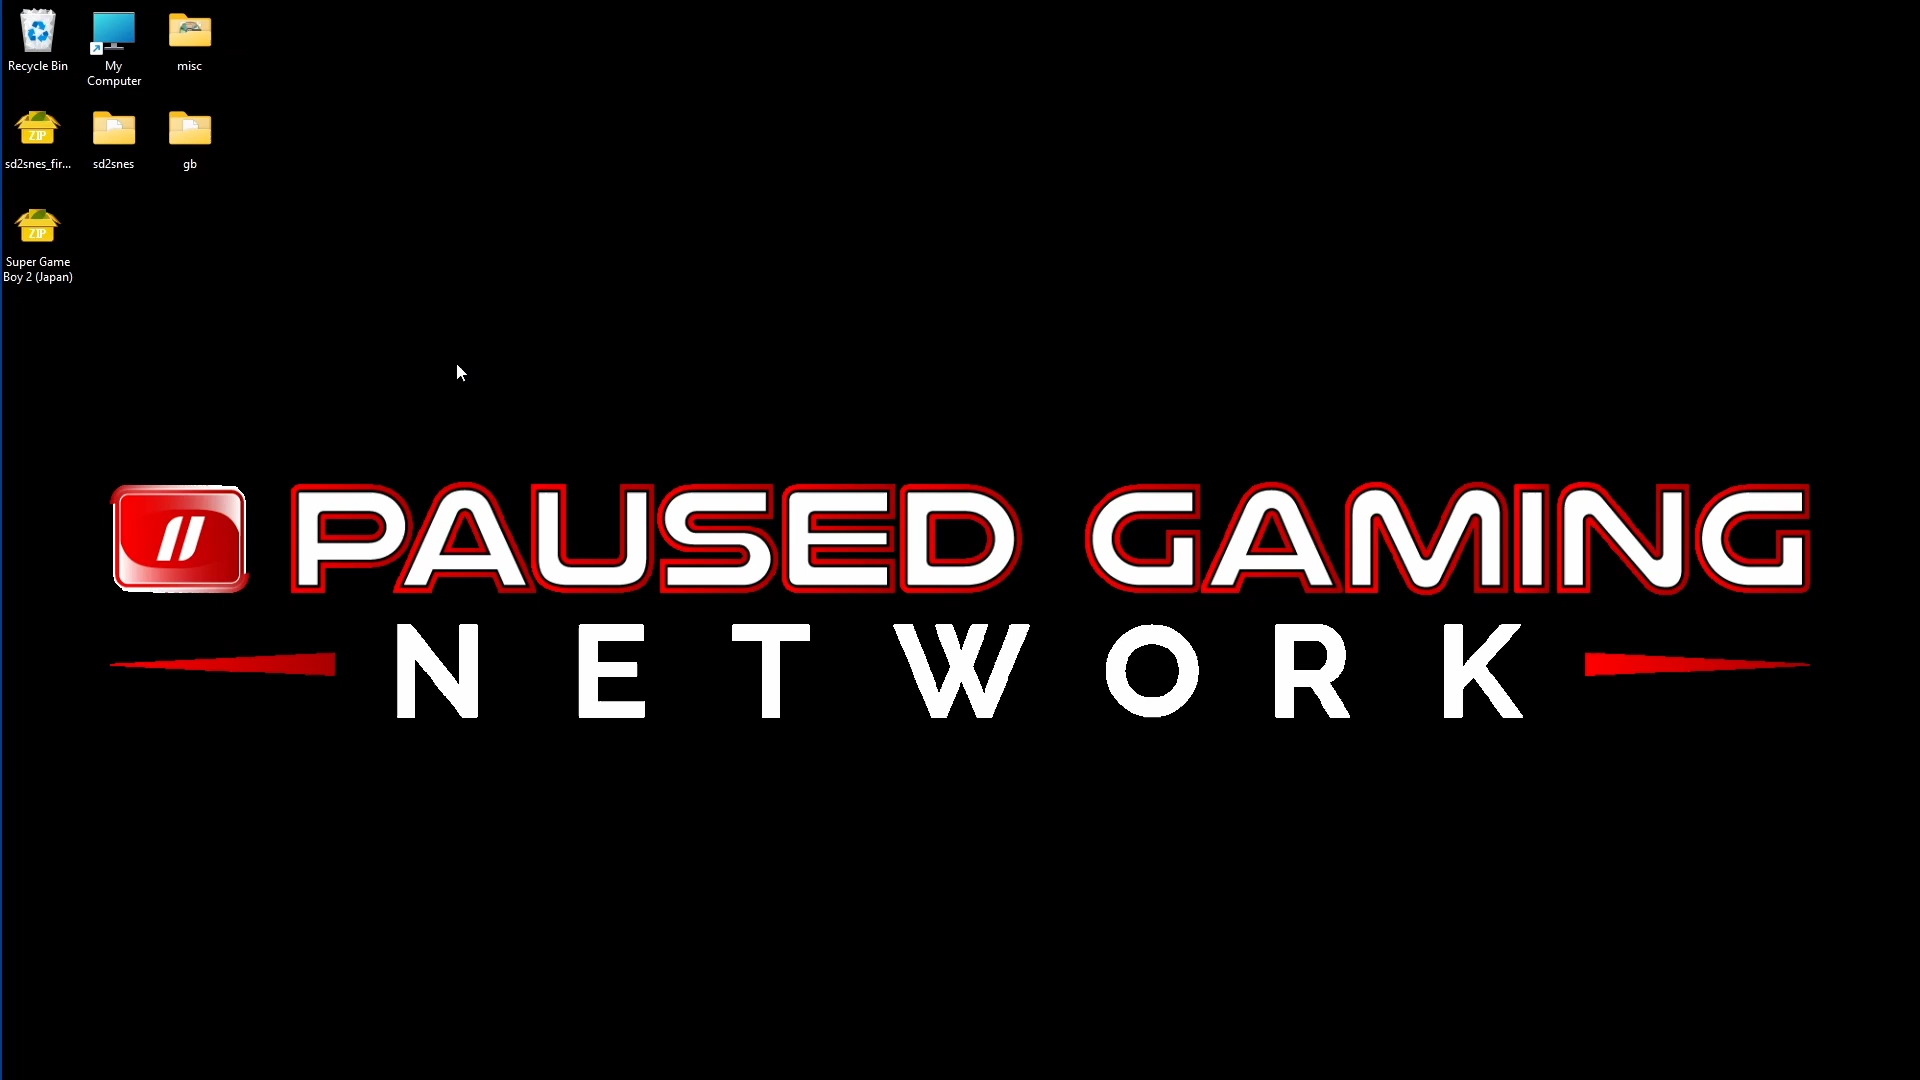 Recycle Bin
My
Computer
misc
ZIP
sd2snes_fir...
sd2snes
gb
ZIP
Super Game
Boy 2 (Japan)
PAUSED GAMING
NETWORK